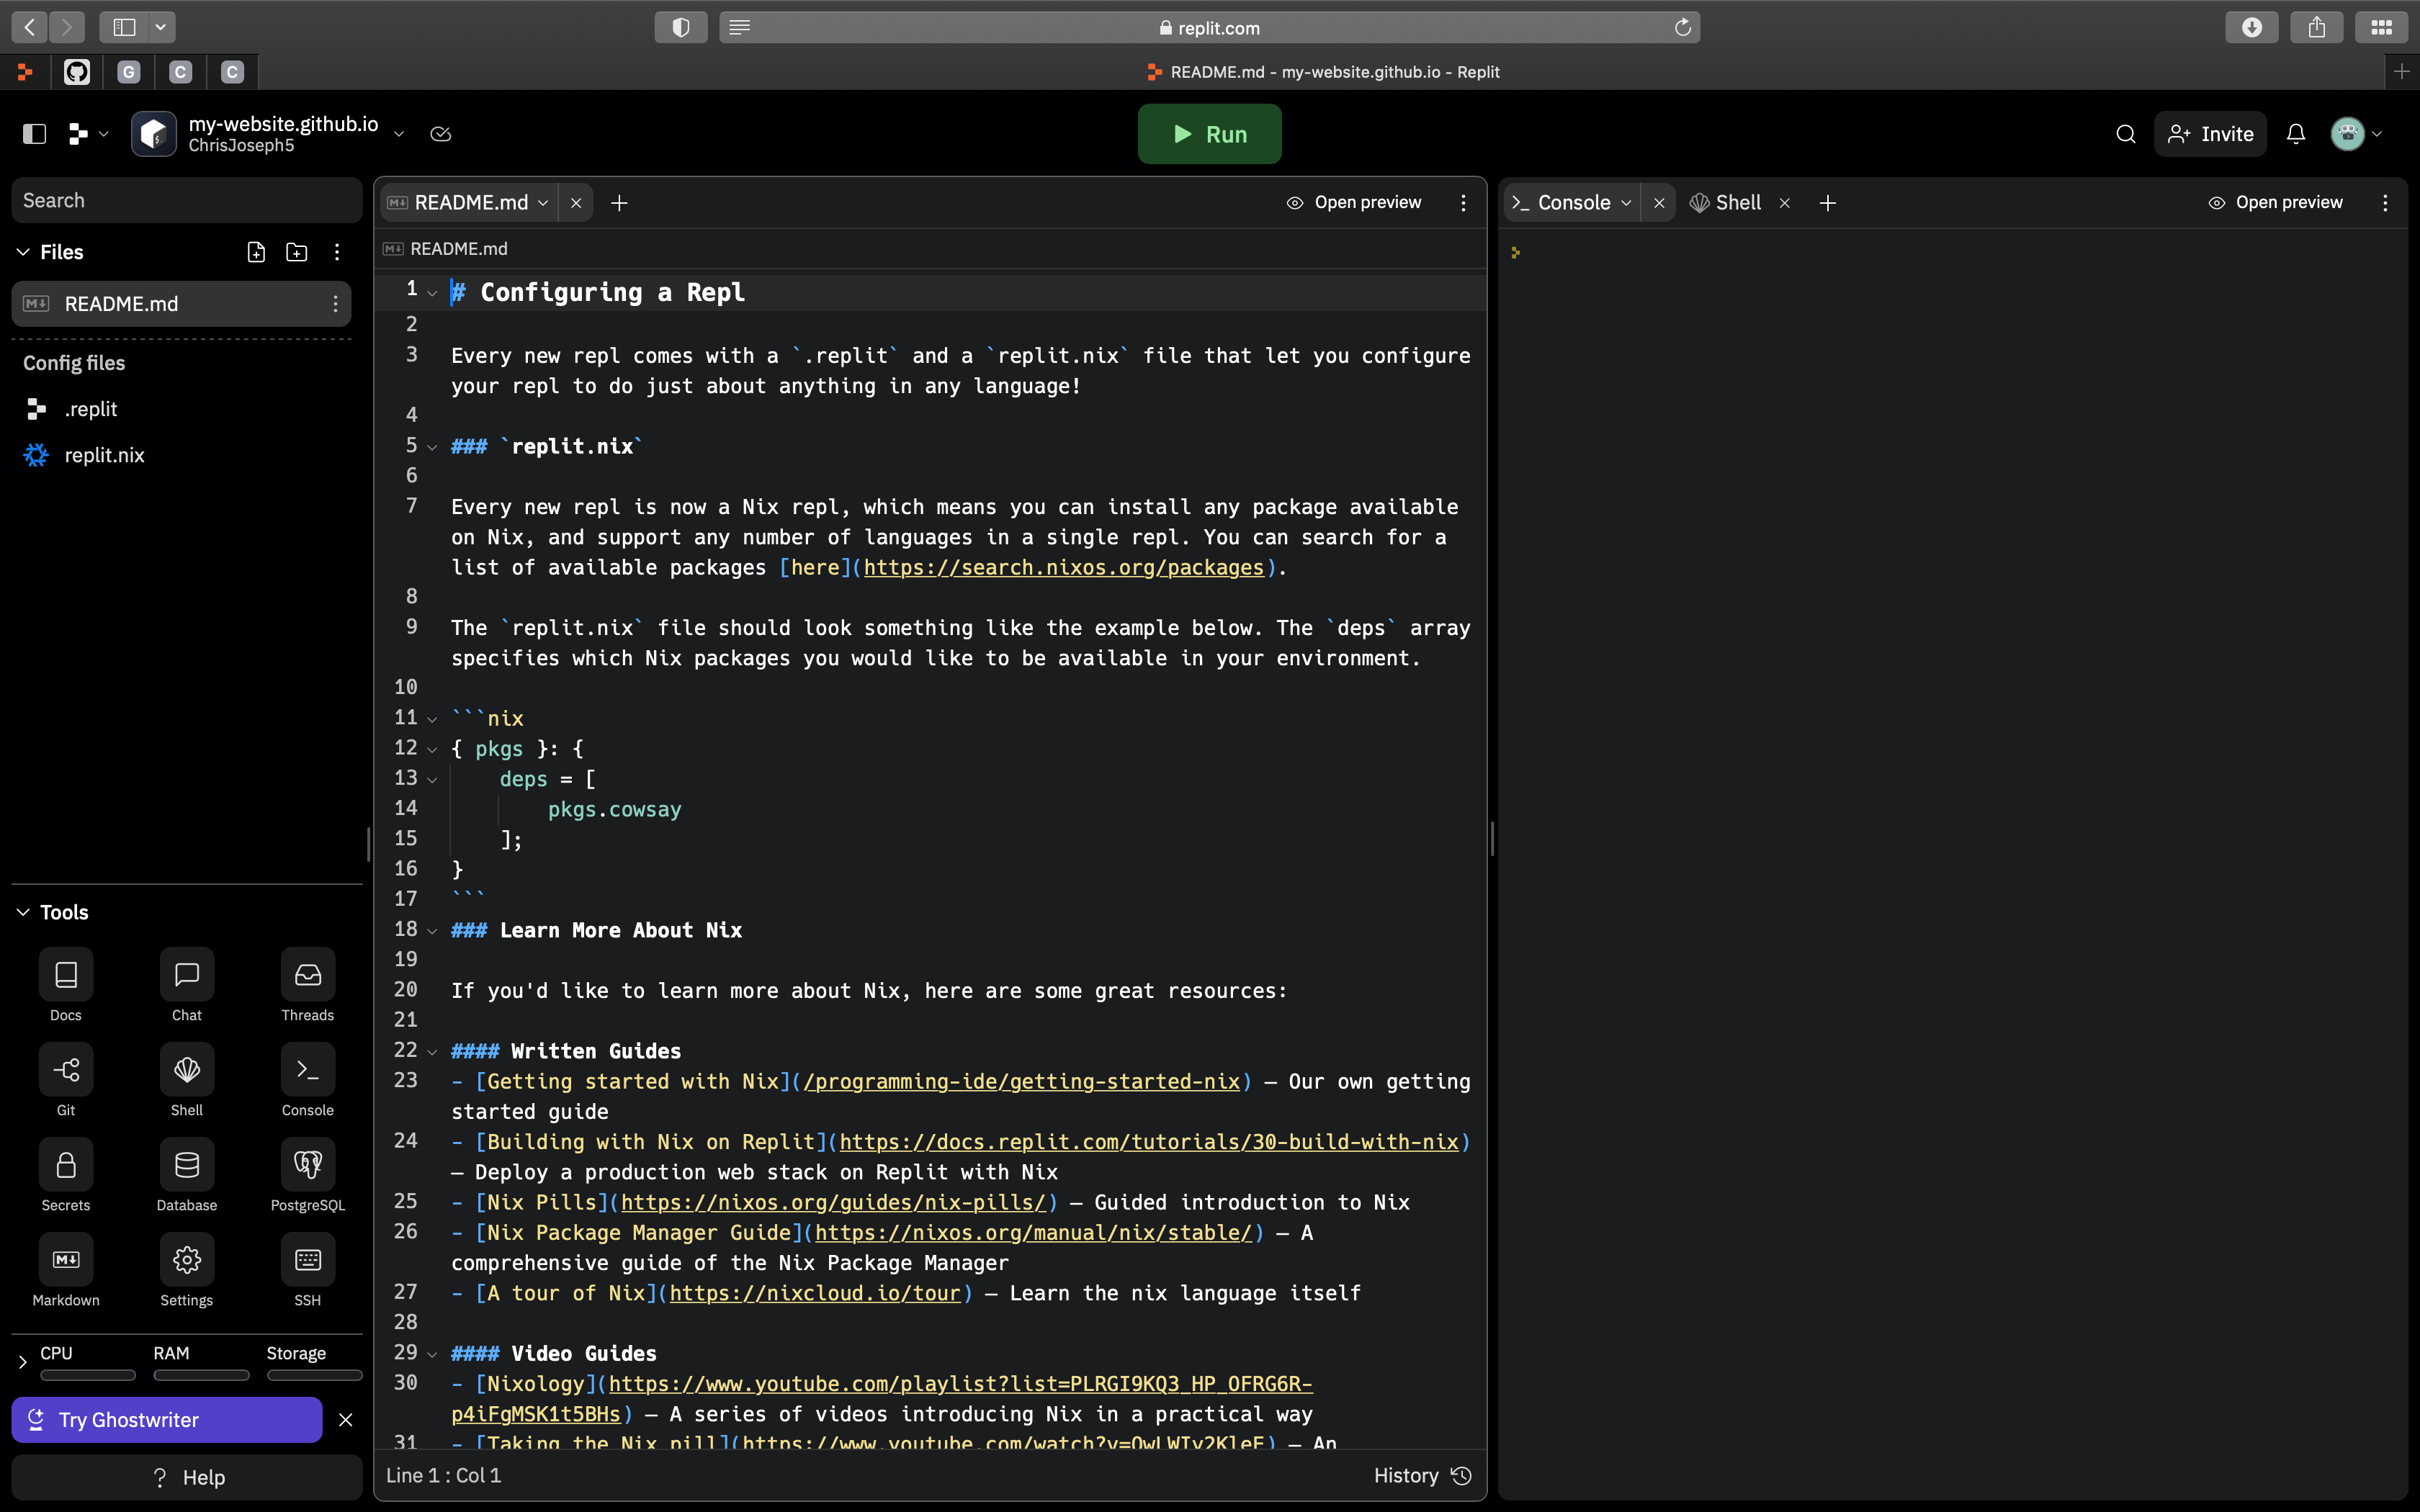 replit.com
G
C
C
README.md - my-website.github.io - Replit
my-website.github.io
ChrisJoseph5
Run
Invite
Search
Files
README.md
Config files
.replit
replit.nix
README.md
Open preview
README.md
1 # Configuring a Repl
2
3 Every new repl comes with a `.replit` and a `replit.nix` file that let you configure
your repl to do just about anything in any language!
4
5 ### `replit.nix`
6
7 Every new repl is now a Nix repl, which means you can install any package available
on Nix, and support any number of languages in a single repl. You can search for a
list of available packages [here](https://search.nixos.org/packages).
8
9 The `replit.nix` file should look something like the example below. The `deps` array
specifies which Nix packages you would like to be available in your environment.
10
11 ```nix
12 { pkgs }: {
13 deps = [
14 pkgs.cowsay
15 ];
16 }
17 ```
18 ### Learn More About Nix
19
20 If you'd like to learn more about Nix, here are some great resources:
21
22 #### Written Guides
23 - [Getting started with Nix](/programming-ide/getting-started-nix) — Our own getting
started guide
24 - [Building with Nix on Replit](https://docs.replit.com/tutorials/30-build-with-nix)
— Deploy a production web stack on Replit with Nix
25 - [Nix Pills](https://nixos.org/guides/nix-pills/) — Guided introduction to Nix
26 - [Nix Package Manager Guide](https://nixos.org/manual/nix/stable/) — A
comprehensive guide of the Nix Package Manager
27 - [A tour of Nix](https://nixcloud.io/tour) — Learn the nix language itself
28
29 #### Video Guides
30 - [Nixology](https://www.youtube.com/playlist?list=PLRGI9KQ3_HP_OFRG6R-
p4iFgMSK1t5BHs) — A series of videos introducing Nix in a practical way
31 - [Taking the Nix pill](https://www.youtube.com/watch?v=QwLWIy2KleE) — An
Line 1 : Col 1
History
Console
Shell
Open preview
Tools
Docs
Chat
Threads
Git
Shell
Console
Secrets
Database
PostgreSQL
Markdown
Settings
SSH
CPU
RAM
Storage
Try Ghostwriter
? Help